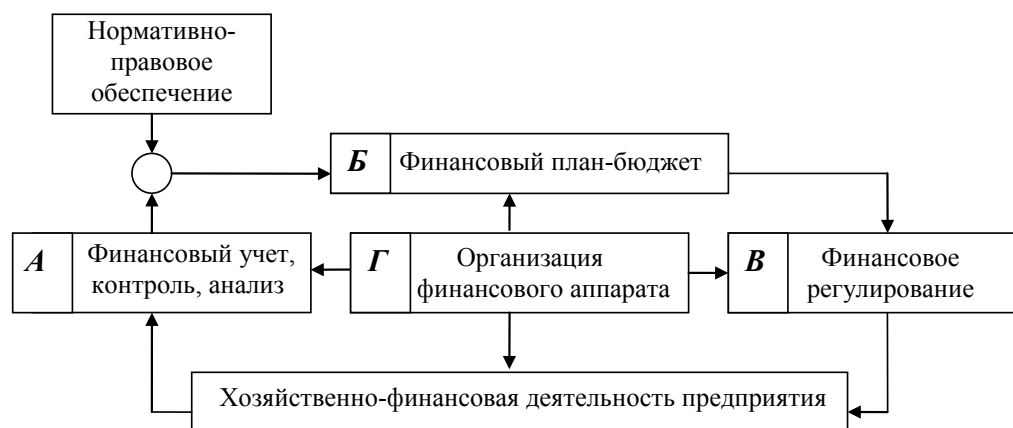 Нормативно-
правовое
обеспечение
Б
Финансовый план-бюджет
А
Финансовый учет,
контроль, анализ
Г
Организация
финансового аппарата
В
Финансовое
регулирование
Хозяйственно-финансовая деятельность предприятия